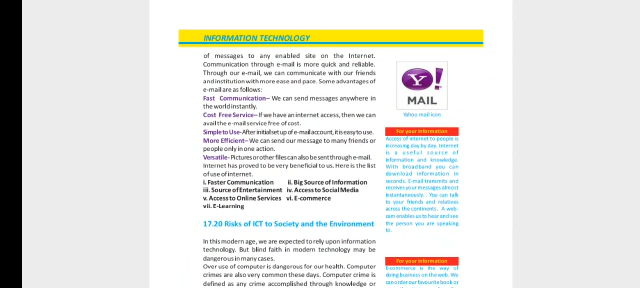 INFORMATION TECHNOLOGY
of messages to any enabled site on the Internet.
Communication through e-mail is more quick and reliable.
Through our e-mail, we can communicate with our friends
and institution with more ease and pace. Some advantages of
e-mail are as follows:
Fast Communication– We can send messages anywhere in
the world instantly.
Cost Free Service– If we have an internet access, then we can
avail the e-mail service free of cost.
Simple to Use- After initial setup of e-mail account, it is easy to use.
More Efficient– We can send our message to many friends or
people only in one action.
Versatile- Pictures or other files can also be sent through e-mail.
Internet has proved to be very beneficial to us. Here is the list
of use of internet.
i. Faster Communication ii. Big Source of Information
iii. Source of Entertainment iv. Access to Social Media
v. Access to Online Services vi. E-commerce
vii. E-Learning
17.20 Risks of ICT to Society and the Environment
In this modern age, we are expected to rely upon information
technology. But blind faith in modern technology may be
dangerous in many cases.
Over use of computer is dangerous for our health. Computer
crimes are also very common these days. Computer crime is
defined as any crime accomplished through knowledge or
Y!
MAIL
Yahoo mail icon
For your Information
Access of internet to people is
increasing day by day. Internet
is a useful source of
information and knowledge.
With broadband you can
download information in
seconds. E-mail transmits and
receives your messages almost
instantaneously. . You can talk
to your friends and relatives
across the continents. A web-
cam enables us to hear and see
the person you are speaking
to.
For your Information
E-commerce is the way of
doing business on the web. We
can order our favourite book or